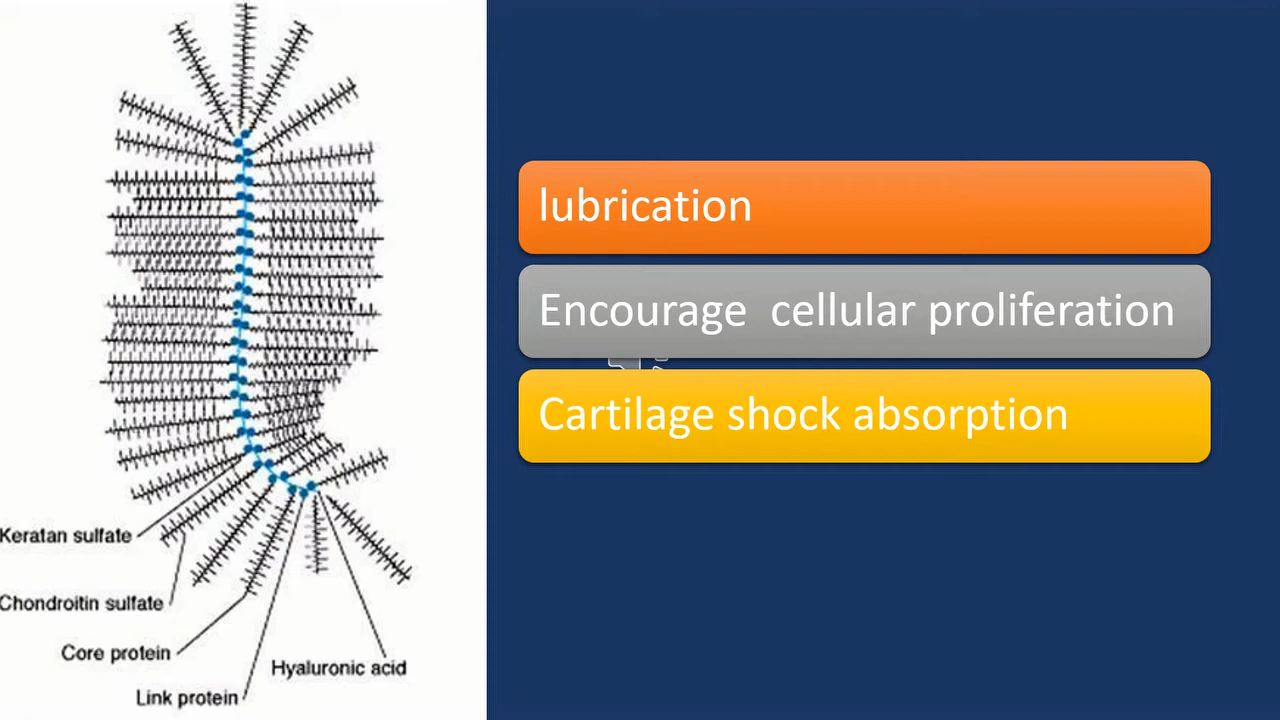 lubrication
Encourage cellular proliferation
Cartilage shock absorption
Keratan sulfate
Chondroitin sulfate
Core protein
Hyaluronic acid
Link protein